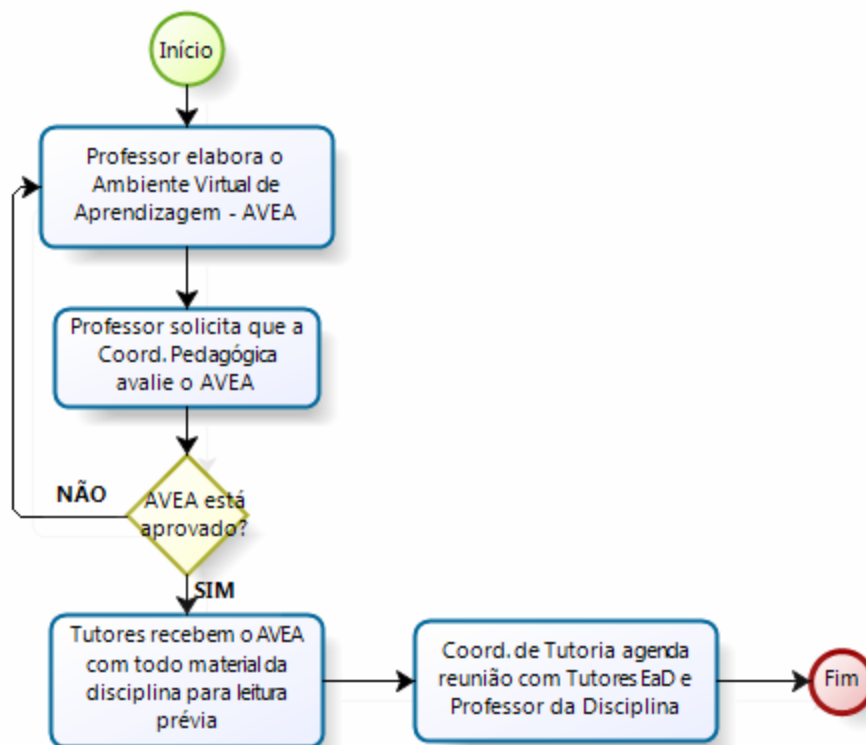 Início
Professor elabora o
Ambiente Virtual de
Aprendizagem - AVEA
Professor solicita que a
Coord. Pedagógica
avalie o AVEA
NÃO
AVEA está
aprovado?
SIM
Tutores recebem o AVEA
com todo material da
disciplina para leitura
prévia
Coord. de Tutoria agenda
reunião com Tutores EaD e
Professor da Disciplina
Fim